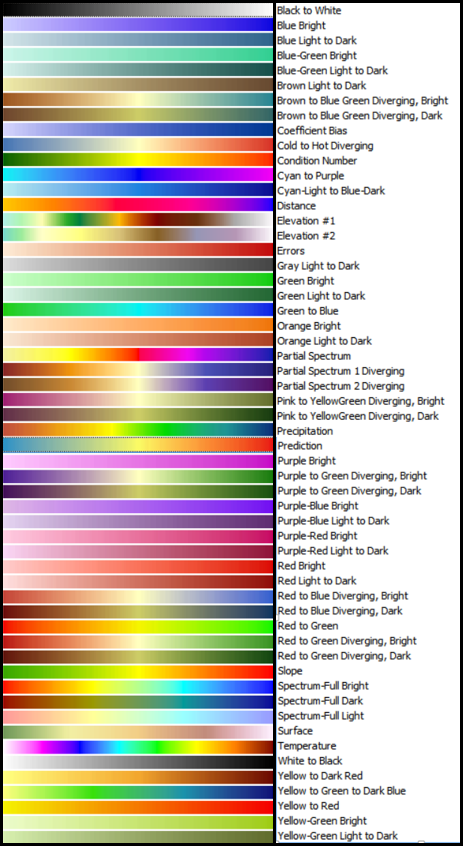 Black to White
Blue Bright
Blue Light to Dark
Blue-Green Bright
Blue-Green Light to Dark
Brown Light to Dark
Brown to Blue Green Diverging, Bright
Brown to Blue Green Diverging, Dark
Coefficient Bias
Cold to Hot Diverging
Condition Number
Cyan to Purple
Cyan-Light to Blue-Dark
Distance
Elevation #1
Elevation #2
Errors
Gray Light to Dark
Green Bright
Green Light to Dark
Green to Blue
Orange Bright
Orange Light to Dark
Partial Spectrum
Partial Spectrum 1 Diverging
Partial Spectrum 2 Diverging
Pink to YellowGreen Diverging, Bright
Pink to YellowGreen Diverging, Dark
Precipitation
Prediction
Purple Bright
Purple to Green Diverging, Bright
Purple to Green Diverging, Dark
Purple-Blue Bright
Purple-Blue Light to Dark
Purple-Red Bright
Purple-Red Light to Dark
Red Bright
Red Light to Dark
Red to Blue Diverging, Bright
Red to Blue Diverging, Dark
Red to Green
Red to Green Diverging, Bright
Red to Green Diverging, Dark
Slope
Spectrum-Full Bright
Spectrum-Full Dark
Spectrum-Full Light
Surface
Temperature
White to Black
Yellow to Dark Red
Yellow to Green to Dark Blue
Yellow to Red
Yellow-Green Bright
Yellow-Green Light to Dark